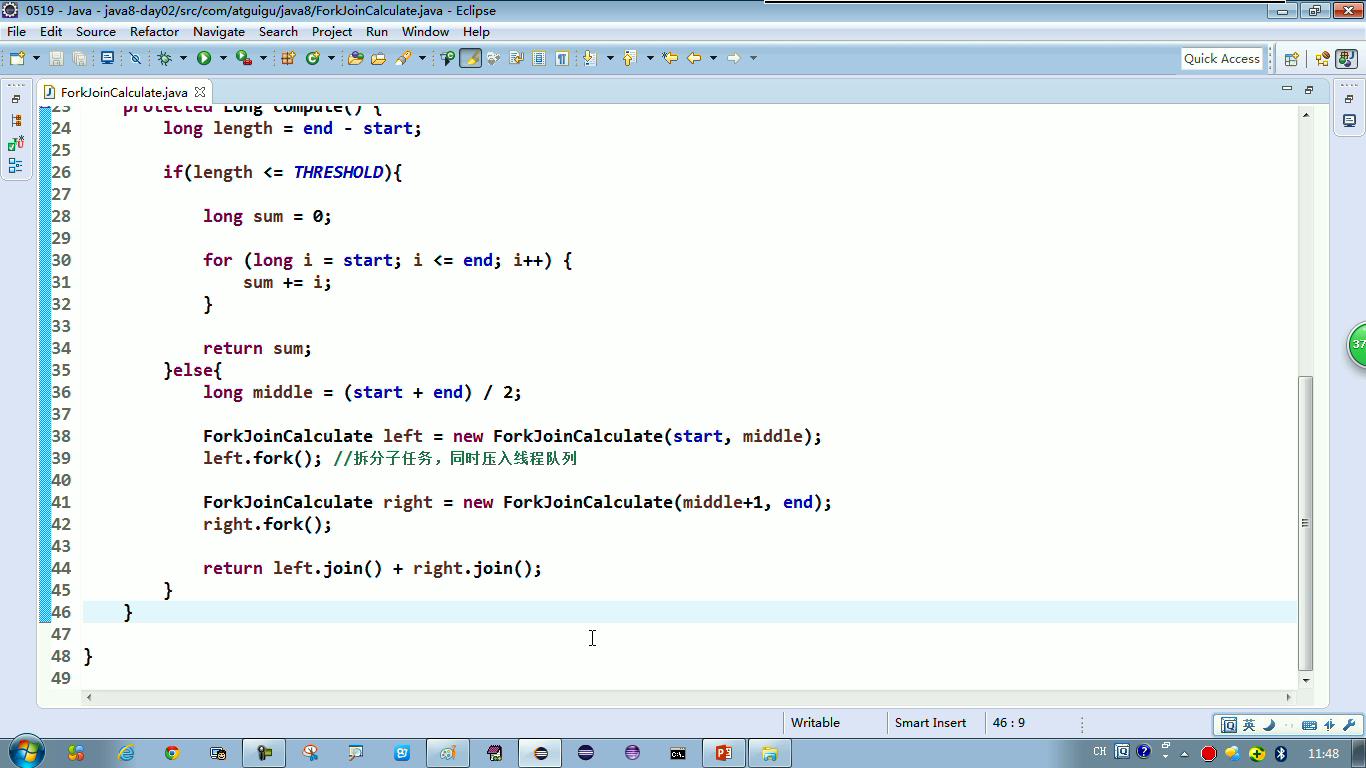 0519 - Java - java8-day02/src/com/atguigu/java8/ForkJoinCalculate.java - Eclipse
File Edit Source Refactor Navigate Search Project Run Window Help
Quick Access
ForkJoinCalculate.java
23 protected Long compute() {
24 long length = end - start;
25
26 if(length <= THRESHOLD){
27
28 long sum = 0;
29
30 for (long i = start; i <= end; i++) {
31 sum += i;
32 }
33
34 return sum;
35 }else{
36 long middle = (start + end) / 2;
37
38 ForkJoinCalculate left = new ForkJoinCalculate(start, middle);
39 left.fork(); //拆分子任务，同时压入线程队列
40
41 ForkJoinCalculate right = new ForkJoinCalculate(middle+1, end);
42 right.fork();
43
44 return left.join() + right.join();
45 }
46 }
47
48 }
49
37
Writable Smart Insert 46 : 9
英
CH 11:48